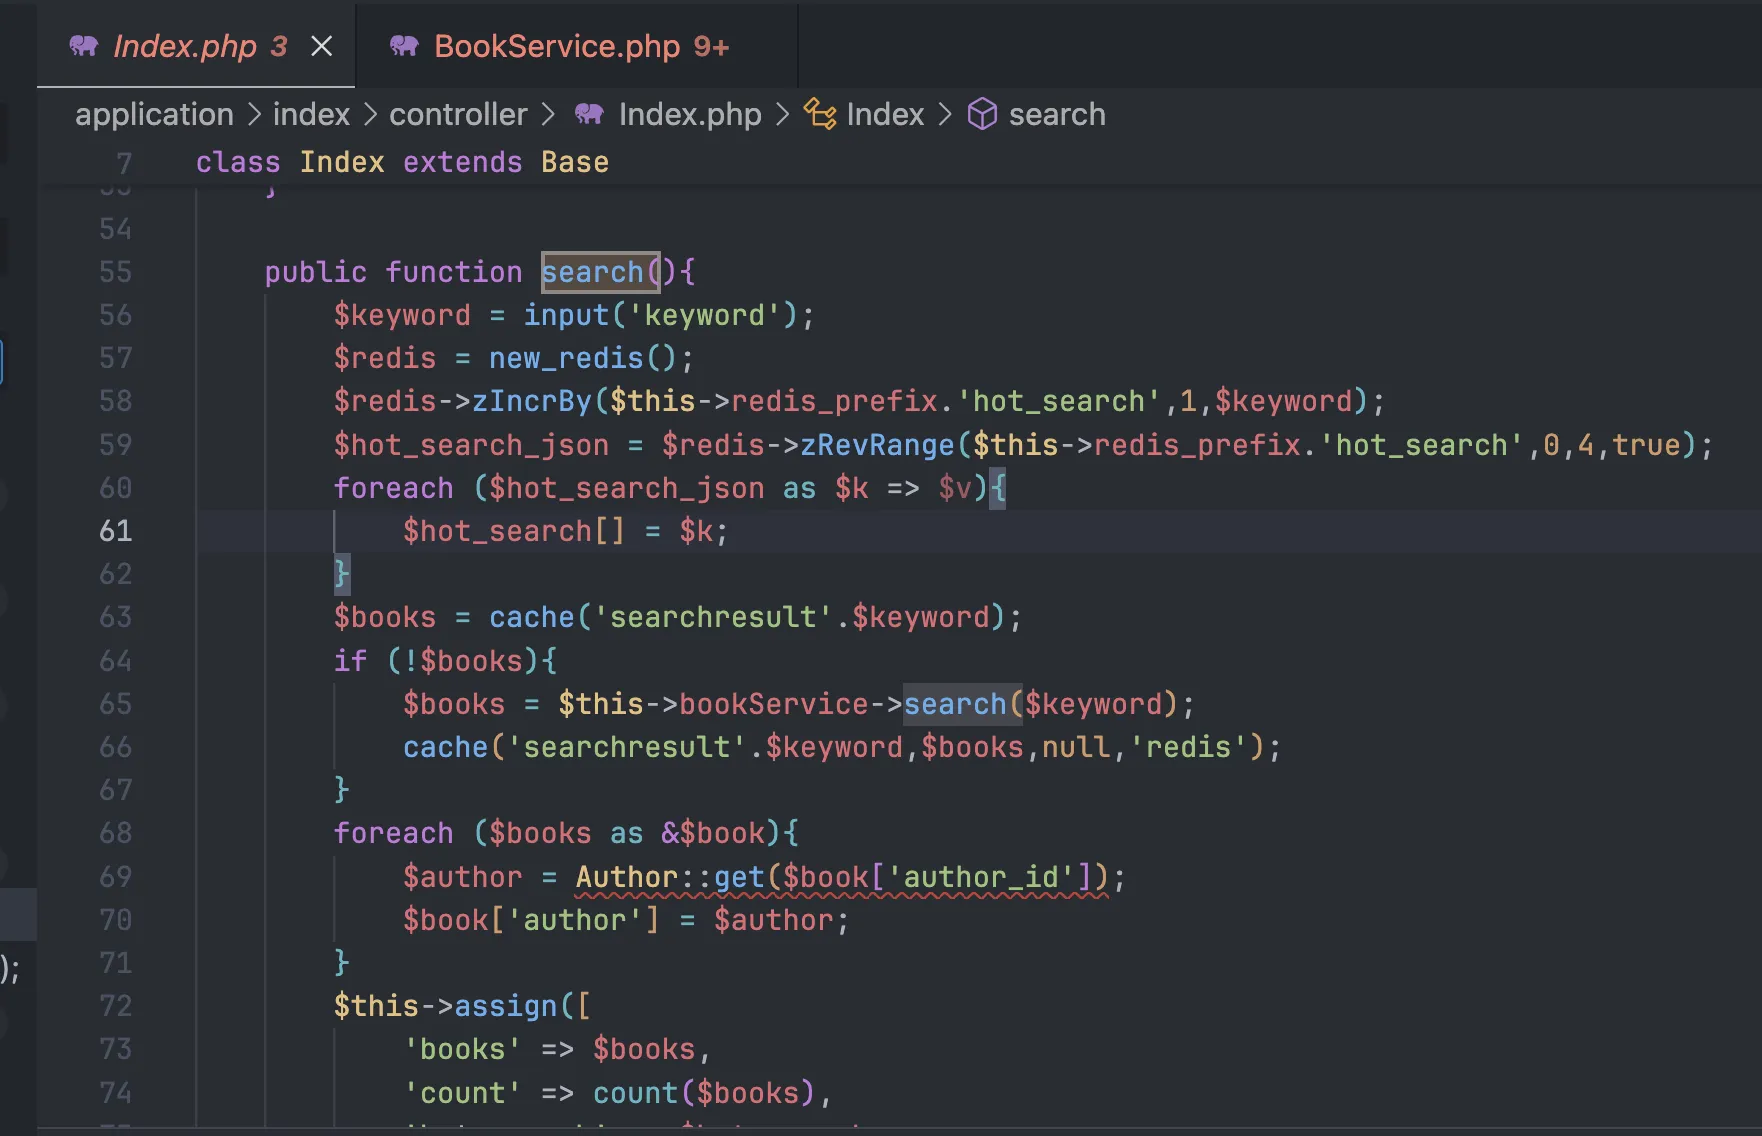 Index.php 3
BookService.php 9+
application > index > controller > Index.php > Index > search
7 class Index extends Base
53 }
54
55 public function search(){
56 $keyword = input('keyword');
57 $redis = new_redis();
58 $redis->zIncrBy($this->redis_prefix.'hot_search',1,$keyword);
59 $hot_search_json = $redis->zRevRange($this->redis_prefix.'hot_search',0,4,true);
60 foreach ($hot_search_json as $k => $v){
61 $hot_search[] = $k;
62 }
63 $books = cache('searchresult'.$keyword);
64 if (!$books){
65 $books = $this->bookService->search($keyword);
66 cache('searchresult'.$keyword,$books,null,'redis');
67 }
68 foreach ($books as &$book){
69 $author = Author::get($book['author_id']);
); 70 $book['author'] = $author;
71 }
72 $this->assign([
73 'books' => $books,
74 'count' => count($books),